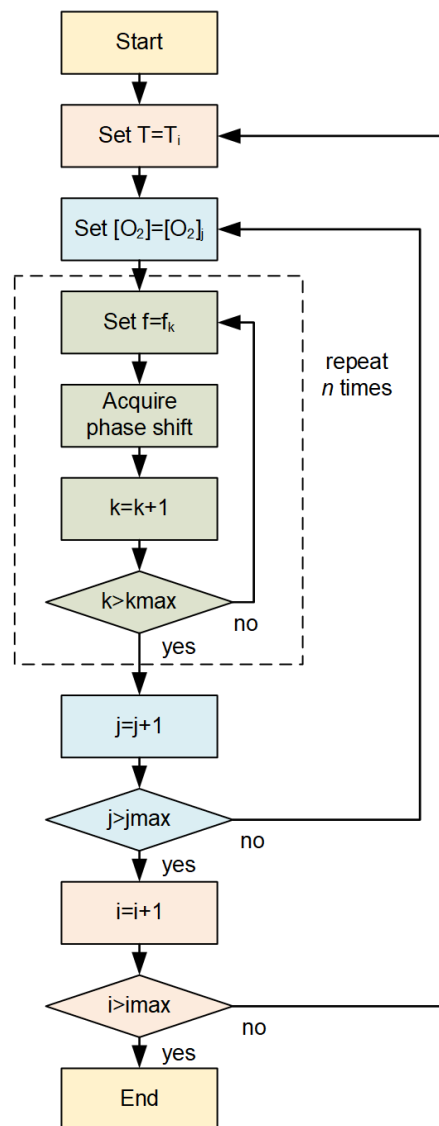 Start
Set T=Tᵢ
Set [O₂]=[O₂]ⱼ
Set f=fₖ
repeat
n times
Acquire
phase shift
k=k+1
k>kmax
no
yes
j=j+1
j>jmax
no
yes
i=i+1
i>imax
no
yes
End